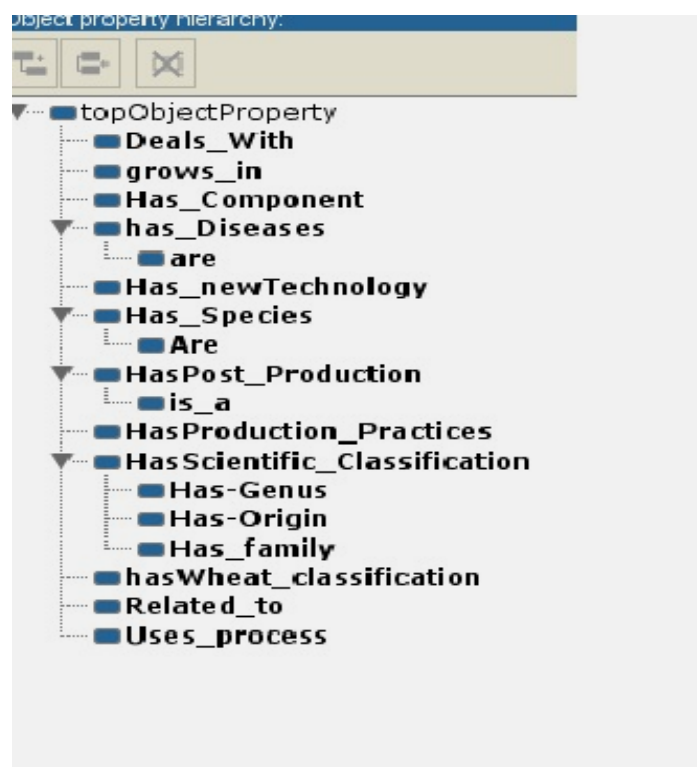 Object property hierarchy:
topObjectProperty
Deals_With
grows_in
Has_Component
has_Diseases
are
Has_newTechnology
Has_Species
Are
HasPost_Production
is_a
HasProduction_Practices
HasScientific_Classification
Has-Genus
Has-Origin
Has_family
hasWheat_classification
Related_to
Uses_process